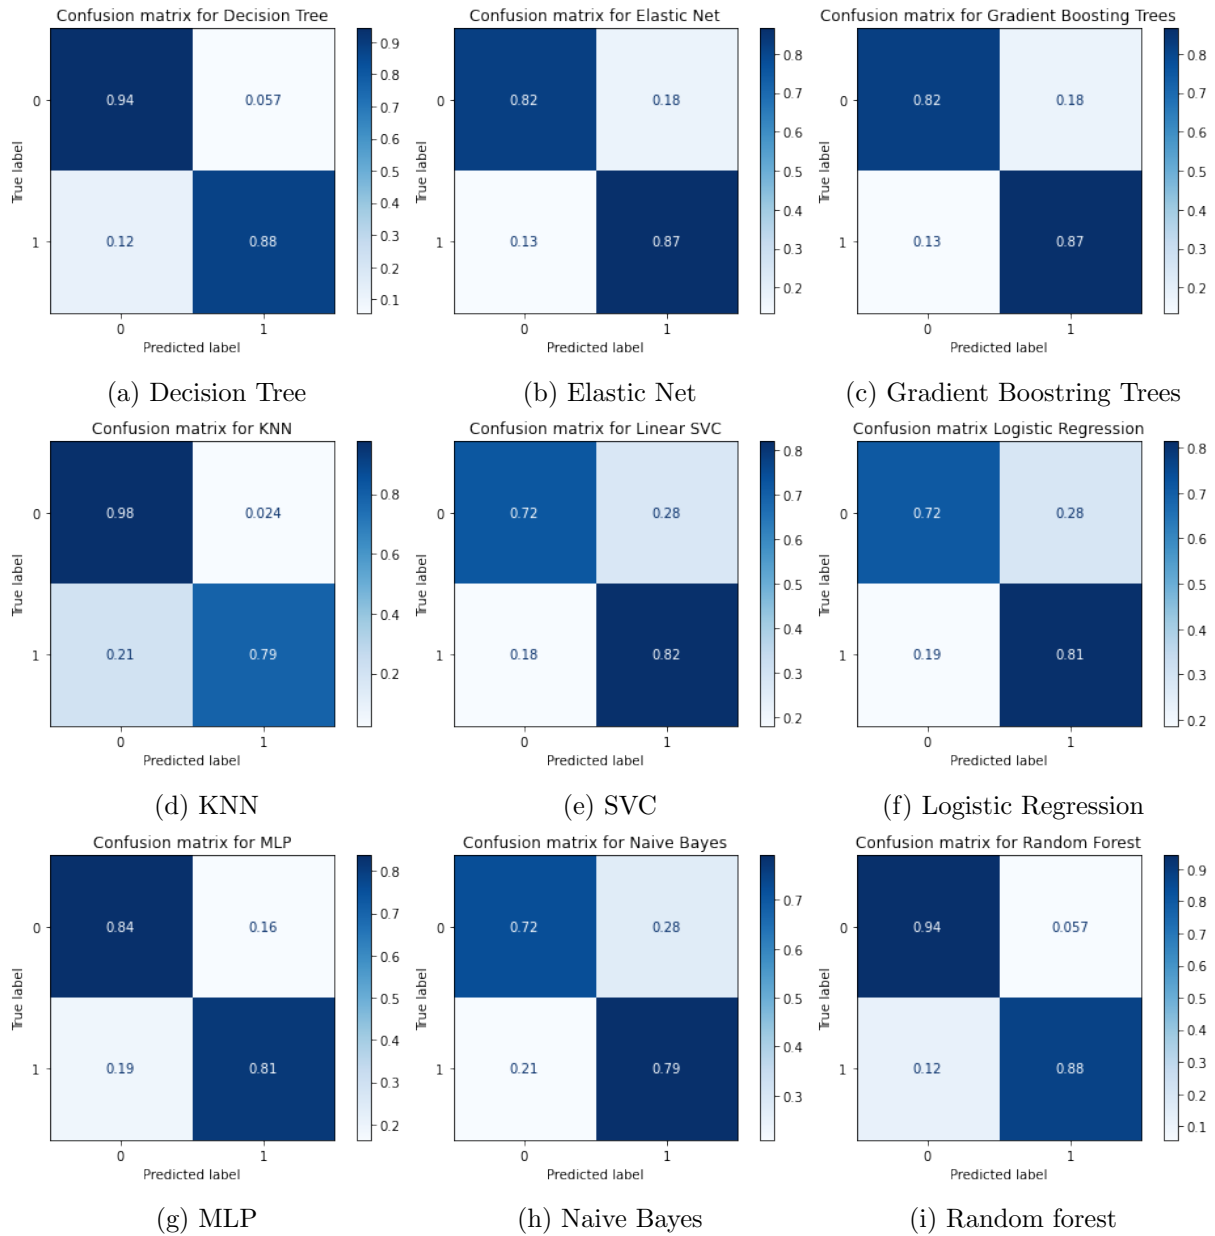 Confusion matrix for Decision Tree
0.9
0.8
0.7
0.6
0.5
0.4
0.3
0.2
0.1
True label
0
1
0.94 0.057
0.12 0.88
0 1
Predicted label
(a) Decision Tree
Confusion matrix for Elastic Net
0.8
0.7
0.6
0.5
0.4
0.3
0.2
True label
0
1
0.82 0.18
0.13 0.87
0 1
Predicted label
(b) Elastic Net
Confusion matrix for Gradient Boosting Trees
0.8
0.7
0.6
0.5
0.4
0.3
0.2
True label
0
1
0.82 0.18
0.13 0.87
0 1
Predicted label
(c) Gradient Boostring Trees
Confusion matrix for KNN
0.8
0.6
0.4
0.2
True label
0
1
0.98 0.024
0.21 0.79
0 1
Predicted label
(d) KNN
Confusion matrix for Linear SVC
0.8
0.7
0.6
0.5
0.4
0.3
0.2
True label
0
1
0.72 0.28
0.18 0.82
0 1
Predicted label
(e) SVC
Confusion matrix Logistic Regression
0.8
0.7
0.6
0.5
0.4
0.3
0.2
True label
0
1
0.72 0.28
0.19 0.81
0 1
Predicted label
(f) Logistic Regression
Confusion matrix for MLP
0.8
0.7
0.6
0.5
0.4
0.3
0.2
True label
0
1
0.84 0.16
0.19 0.81
0 1
Predicted label
(g) MLP
Confusion matrix for Naive Bayes
0.7
0.6
0.5
0.4
0.3
True label
0
1
0.72 0.28
0.21 0.79
0 1
Predicted label
(h) Naive Bayes
Confusion matrix for Random Forest
0.9
0.8
0.7
0.6
0.5
0.4
0.3
0.2
0.1
True label
0
1
0.94 0.057
0.12 0.88
0 1
Predicted label
(i) Random forest